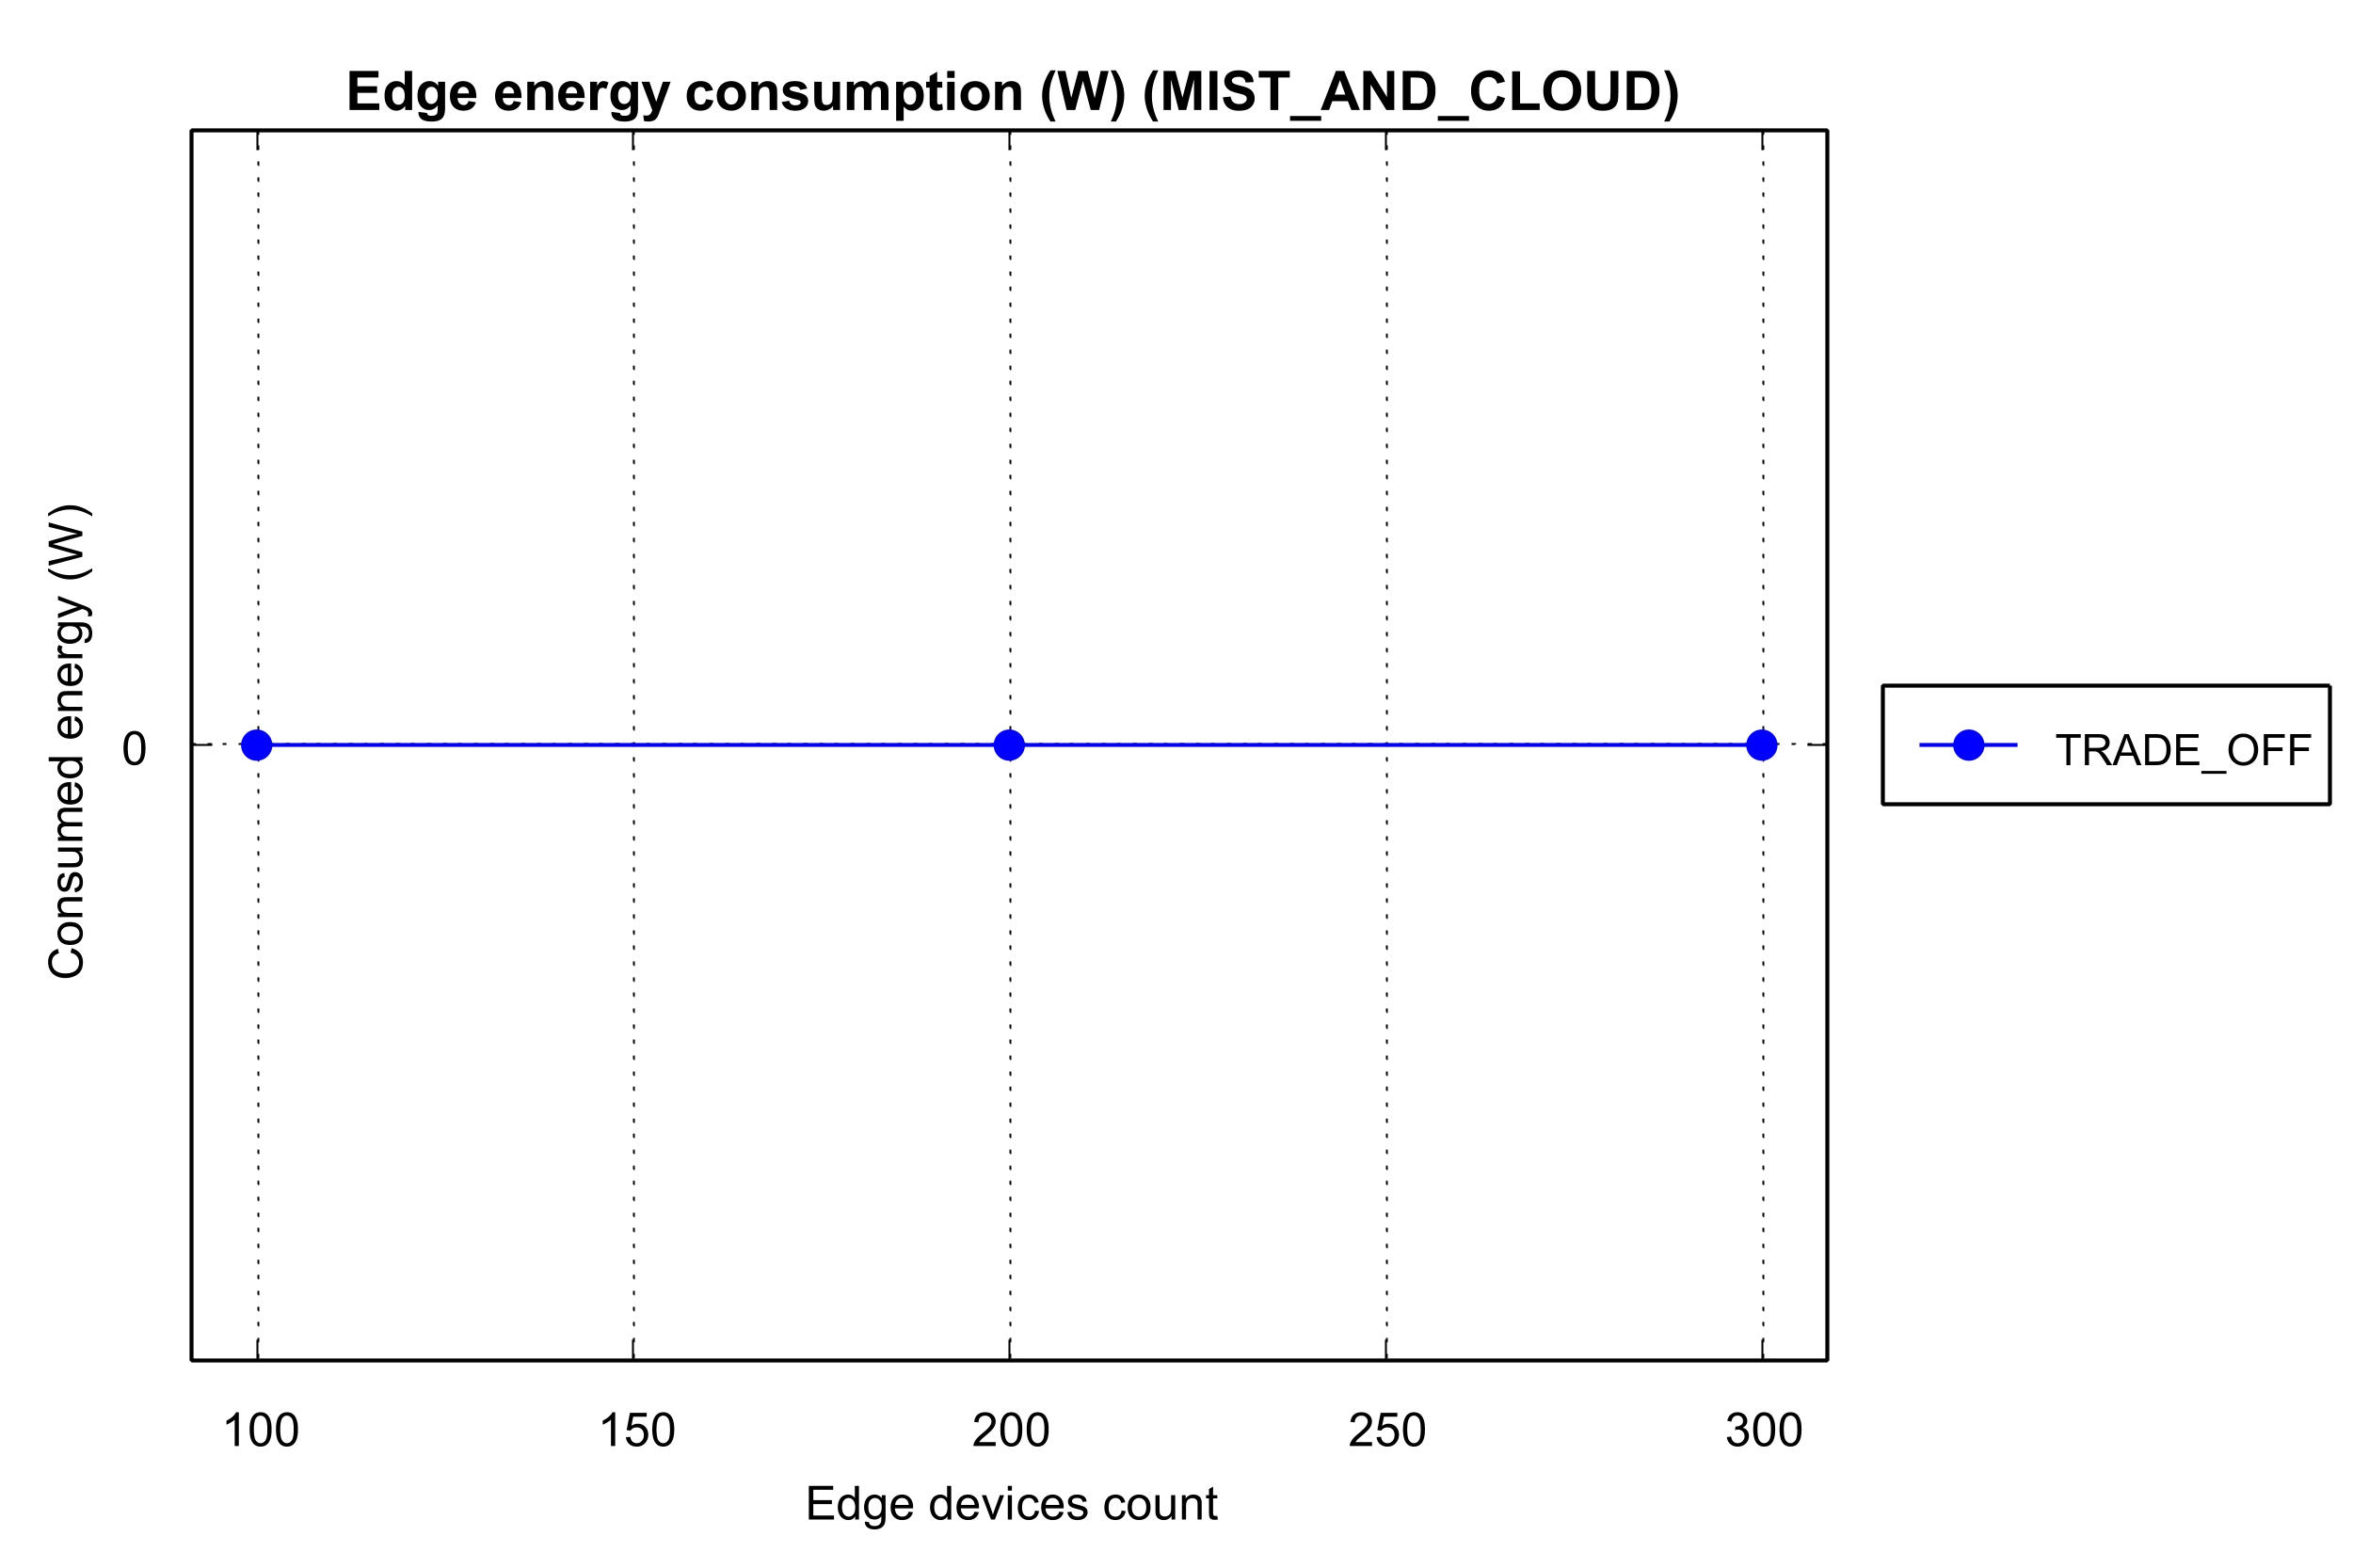 Edge energy consumption (W) (MIST_AND_CLOUD)
Consumed energy (W)
0
TRADE_OFF
100 150 200 250 300
Edge devices count